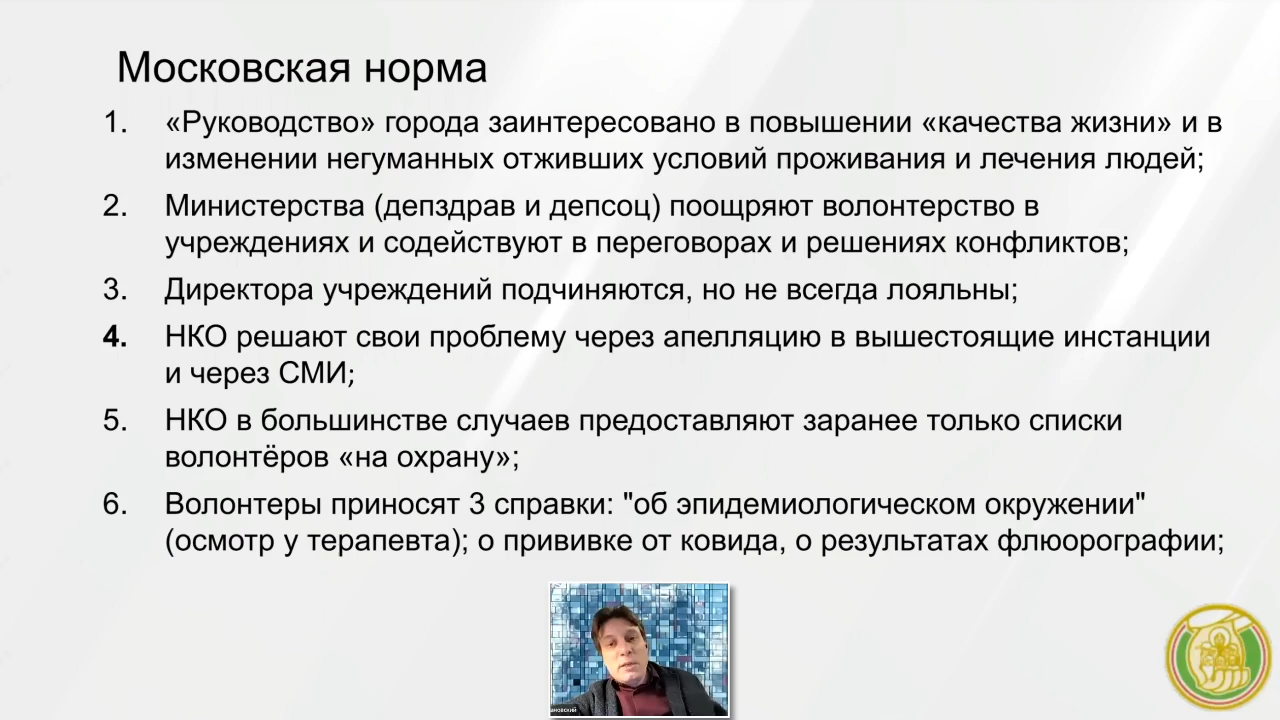 Московская норма
1. «Руководство» города заинтересовано в повышении «качества жизни» и в
изменении негуманных отживших условий проживания и лечения людей;
2. Министерства (депздрав и депсоц) поощряют волонтерство в
учреждениях и содействуют в переговорах и решениях конфликтов;
3. Директора учреждений подчиняются, но не всегда лояльны;
4. НКО решают свои проблему через апелляцию в вышестоящие инстанции
и через СМИ;
5. НКО в большинстве случаев предоставляют заранее только списки
волонтёров «на охрану»;
6. Волонтеры приносят 3 справки: "об эпидемиологическом окружении"
(осмотр у терапевта); о прививке от ковида, о результатах флюорографии;
ановский